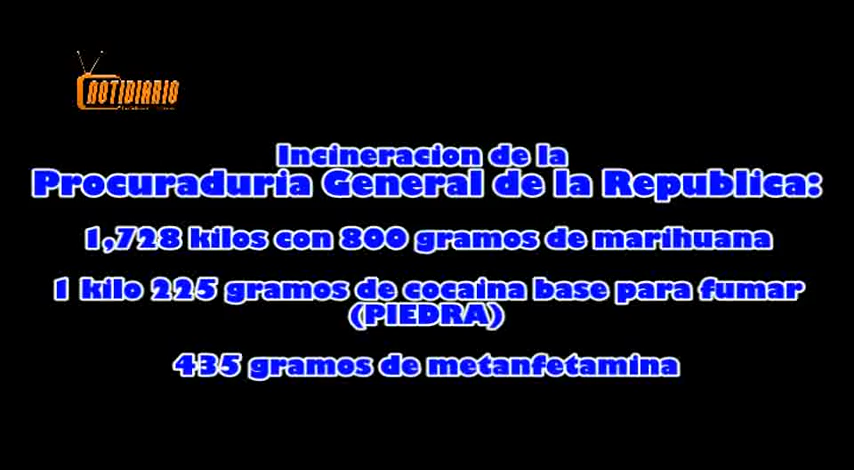 NOTIDIARIO
Incineracion de la
Procuraduria General de la Republica:
1,728 kilos con 800 gramos de marihuana
1 kilo 225 gramos de cocaina base para fumar
(PIEDRA)
435 gramos de metanfetamina